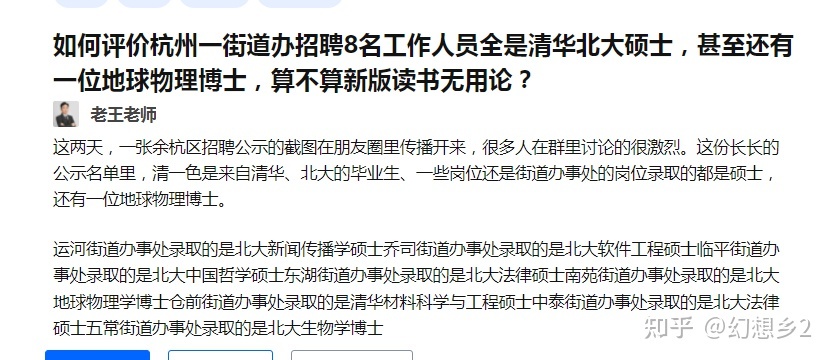 如何评价杭州一街道办招聘8名工作人员全是清华北大硕士，甚至还有
一位地球物理博士，算不算新版读书无用论？
老王老师
这两天，一张余杭区招聘公示的截图在朋友圈里传播开来，很多人在群里讨论的很激烈。这份长长的
公示名单里，清一色是来自清华、北大的毕业生、一些岗位还是街道办事处的岗位录取的都是硕士，
还有一位地球物理博士。
运河街道办事处录取的是北大新闻传播学硕士乔司街道办事处录取的是北大软件工程硕士临平街道办
事处录取的是北大中国哲学硕士东湖街道办事处录取的是北大法律硕士南苑街道办事处录取的是北大
地球物理学博士仓前街道办事处录取的是清华材料科学与工程硕士中泰街道办事处录取的是北大法律
硕士五常街道办事处录取的是北大生物学博士
知乎 @幻想乡2